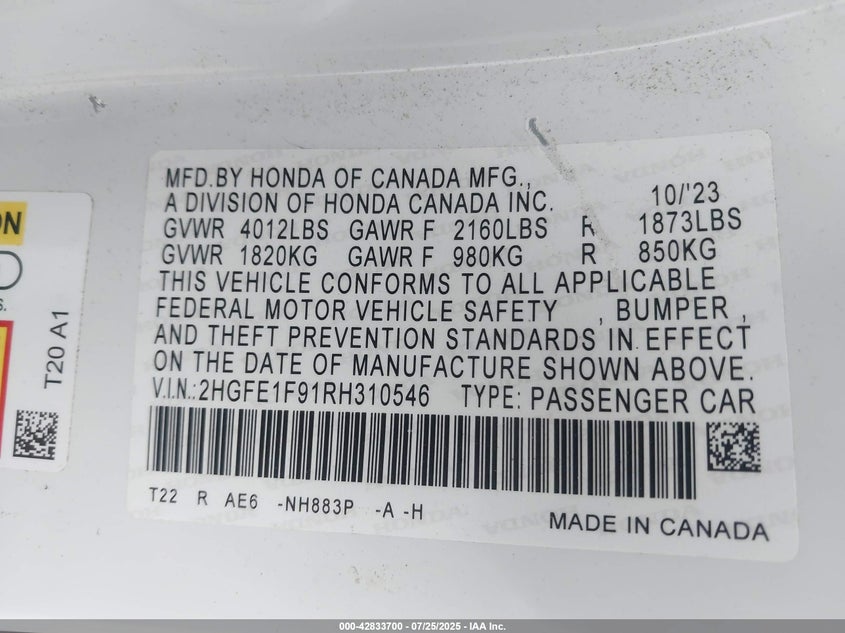 MFD.BY HONDA OF CANADA MFG.,
A DIVISION OF HONDA CANADA INC. 10/'23
GVWR 4012LBS GAWR F 2160LBS R 1873LBS
GVWR 1820KG GAWR F 980KG R 850KG
THIS VEHICLE CONFORMS TO ALL APPLICABLE
FEDERAL MOTOR VEHICLE SAFETY , BUMPER ,
AND THEFT PREVENTION STANDARDS IN EFFECT
ON THE DATE OF MANUFACTURE SHOWN ABOVE.
V.I.N.:2HGFE1F91RH310546 TYPE: PASSENGER CAR
T22 R AE6 -NH883P -A -H
MADE IN CANADA
T20 A1
000-42833700 - 07/25/2025 - IAA Inc.